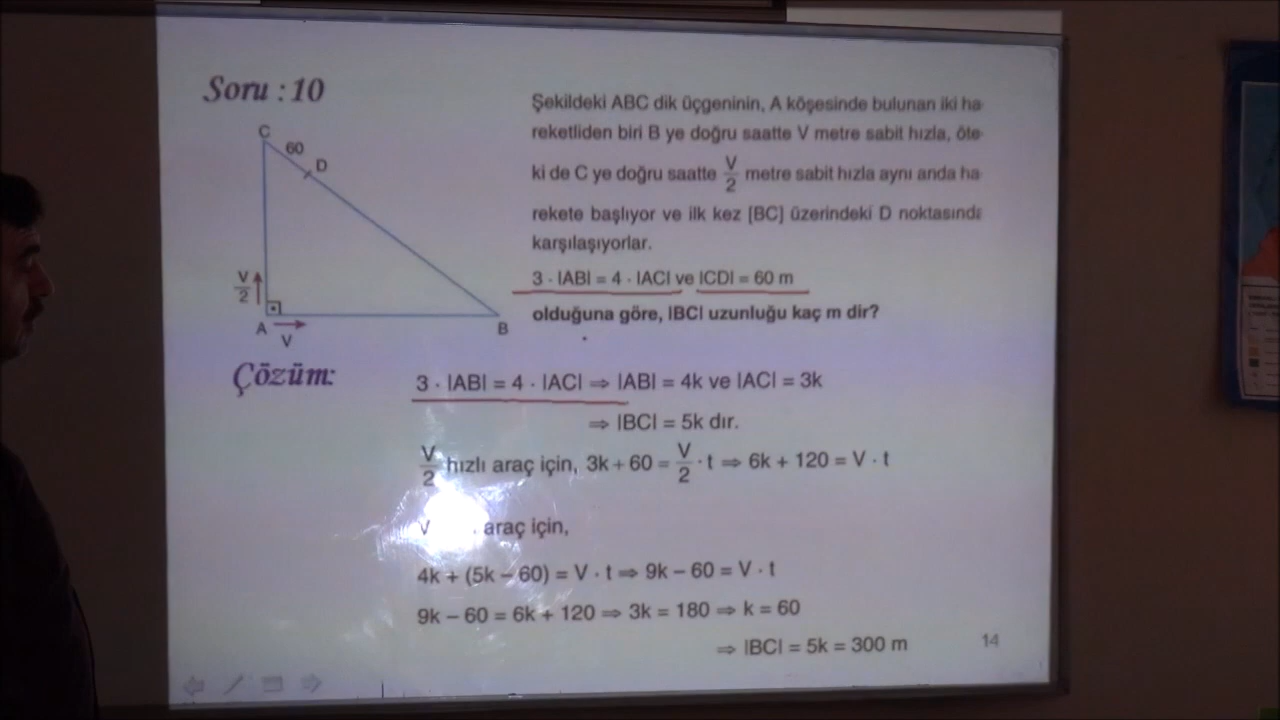 Soru : 10
C
60
D
V/2
A
V
B
Şekildeki ABC dik üçgeninin, A köşesinde bulunan iki ha-
reketliden biri B ye doğru saatte V metre sabit hızla, öte-
ki de C ye doğru saatte V/2 metre sabit hızla aynı anda ha-
rekete başlıyor ve ilk kez [BC] üzerindeki D noktasında
karşılaşıyorlar.
3 · |AB| = 4 · |AC| ve |CD| = 60 m
olduğuna göre, |BC| uzunluğu kaç m dir?
Çözüm:
3 · |AB| = 4 · |AC| ⇒ |AB| = 4k ve |AC| = 3k
⇒ |BC| = 5k dır.
V/2 hızlı araç için, 3k + 60 = V/2 · t ⇒ 6k + 120 = V · t
V araç için,
4k + (5k – 60) = V · t ⇒ 9k – 60 = V · t
9k – 60 = 6k + 120 ⇒ 3k = 180 ⇒ k = 60
⇒ |BC| = 5k = 300 m
14